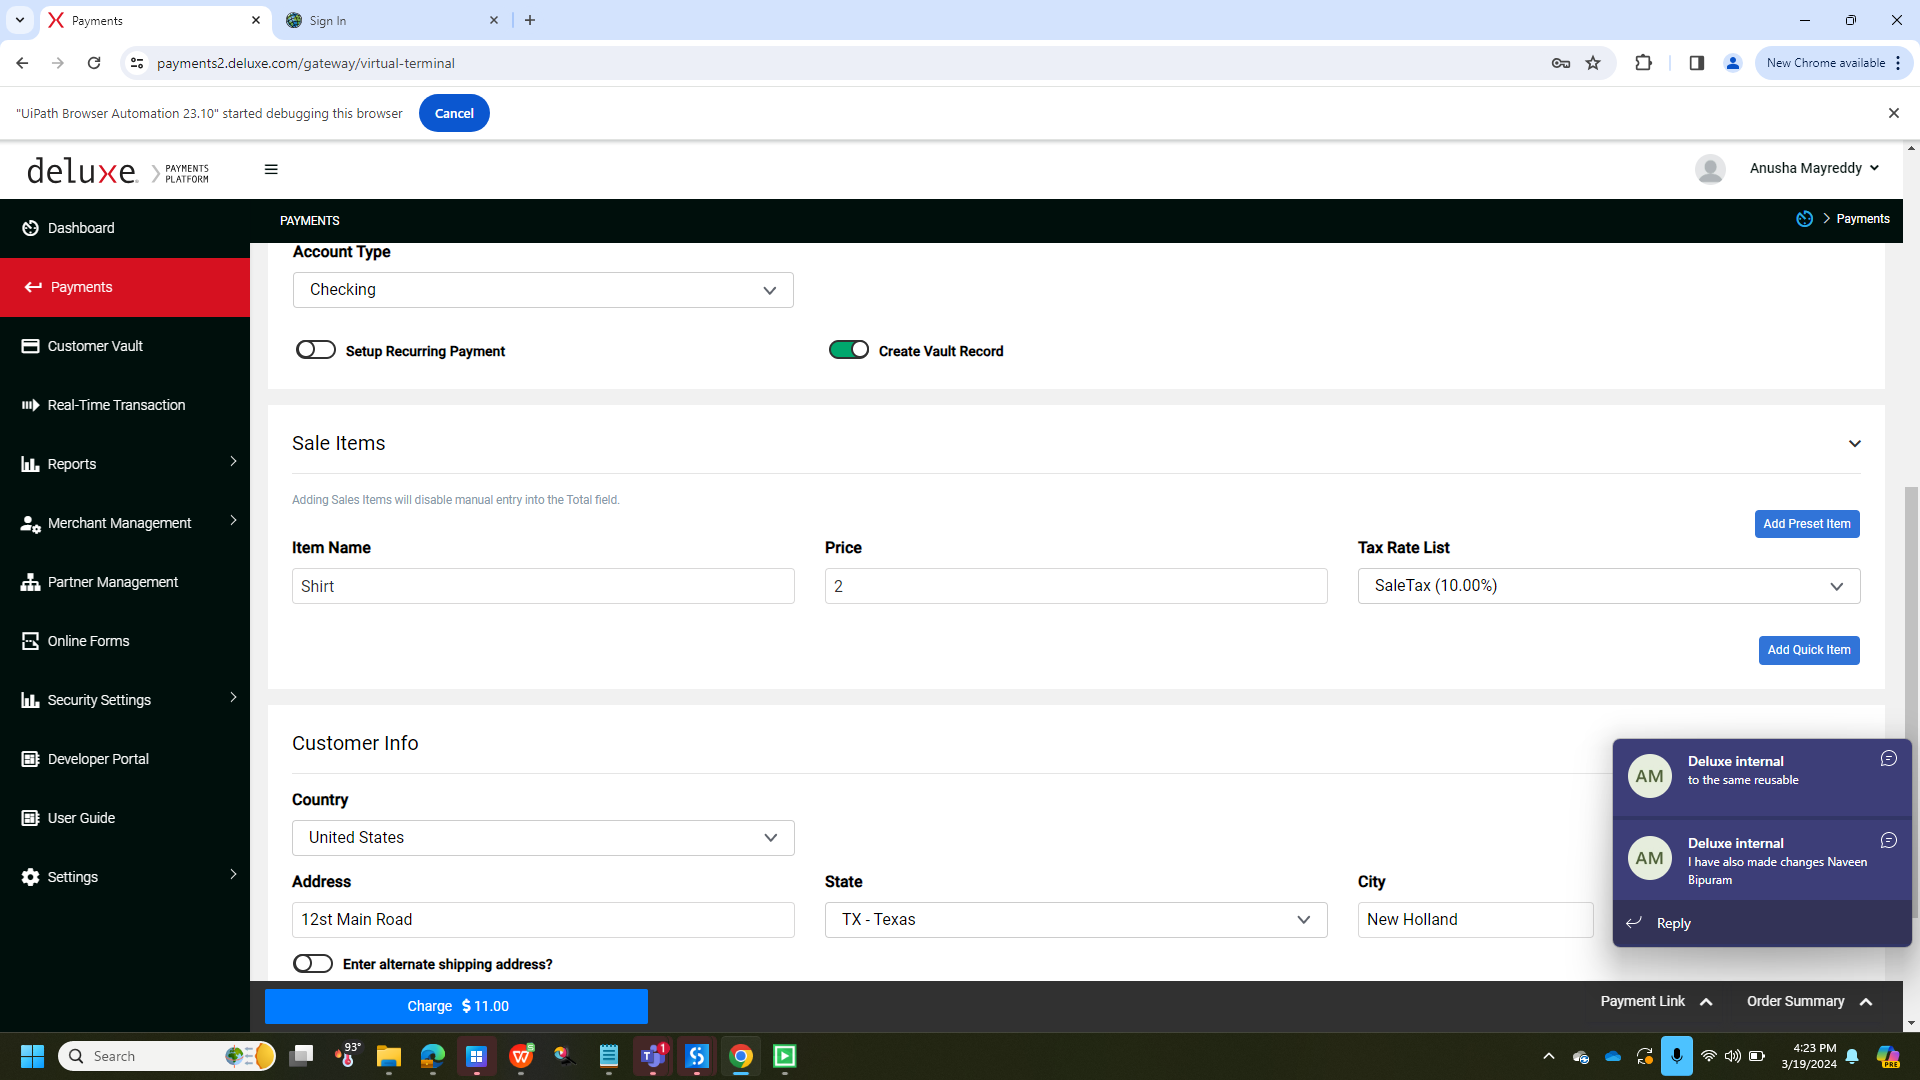 Payments
Sign In
payments2.deluxe.com/gateway/virtual-terminal
New Chrome available
"UiPath Browser Automation 23.10" started debugging this browser
Cancel
deluxe. PAYMENTS PLATFORM
Anusha Mayreddy
PAYMENTS
Payments
Dashboard
Payments
Customer Vault
Real-Time Transaction
Reports
Merchant Management
Partner Management
Online Forms
Security Settings
Developer Portal
User Guide
Settings
Account Type
Checking
Setup Recurring Payment
Create Vault Record
Sale Items
Adding Sales Items will disable manual entry into the Total field.
Add Preset Item
Item Name
Price
Tax Rate List
Shirt
2
SaleTax (10.00%)
Add Quick Item
Customer Info
Country
United States
Address
State
City
12st Main Road
TX - Texas
New Holland
Enter alternate shipping address?
AM
Deluxe internal
to the same reusable
AM
Deluxe internal
I have also made changes Naveen
Bipuram
Reply
Charge $ 11.00
Payment Link
Order Summary
Search
93°
1
4:23 PM
3/19/2024
PRE